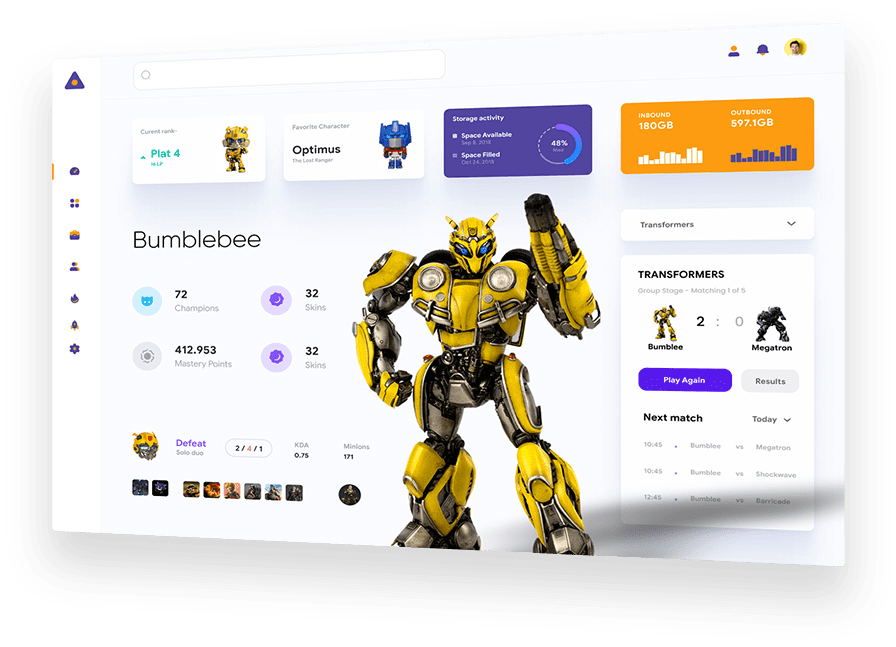 Curent rank-
Plat 4
16 LP
Favorite Character
Optimus
The Last Ranger
Storage activity
Space Available
Sep 8, 2018
Space Filled
Oct 24, 2018
48%
INBOUND
180GB
OUTBOUND
597.1GB
Bumblebee
72
Champions
32
Skins
412.953
Mastery Points
32
Skins
Defeat
Solo duo
2 / 4 / 1
KDA
0.75
Minions
171
Transformers
TRANSFORMERS
Group Stage - Matching 1 of 5
2 : 0
Bumblee
Megatron
Play Again
Results
Next match
Today
10:45 Bumblee vs Megatron
10:45 Bumblee vs Shockwave
12:45 Bumblee vs Barricade